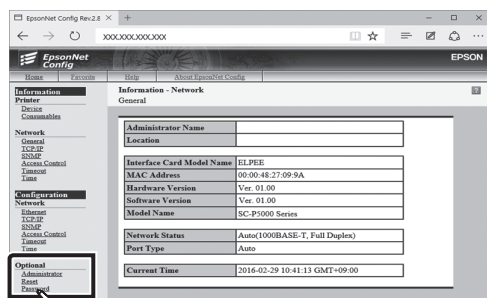 EpsonNet Config Rev.2.8
XXX.XXX.XXX.XXX
EpsonNet
Config
EPSON
Home
Favorite
Help
About EpsonNet Config
Information
Printer
Device
Consumables
Network
General
TCP/IP
SNMP
Access Control
Timeout
Time
Configuration
Network
Ethernet
TCP/IP
SNMP
Access Control
Timeout
Time
Optional
Administrator
Reset
Password
Information - Network
General
?
Administrator Name
Location
Interface Card Model Name ELPEE
MAC Address 00:00:48:27:09:9A
Hardware Version Ver. 01.00
Software Version Ver. 01.00
Model Name SC-P5000 Series
Network Status Auto(1000BASE-T, Full Duplex)
Port Type Auto
Current Time 2016-02-29 10:41:13 GMT+09:00